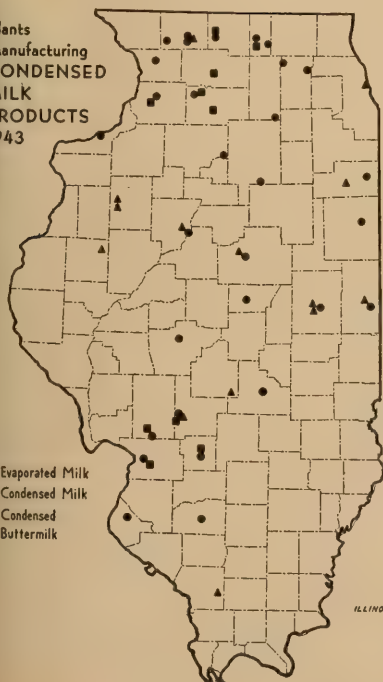 lants
anufacturing
ONDENSED
ILK
RODUCTS
943
Evaporated Milk
Condensed Milk
Condensed
Buttermilk
ILLINO